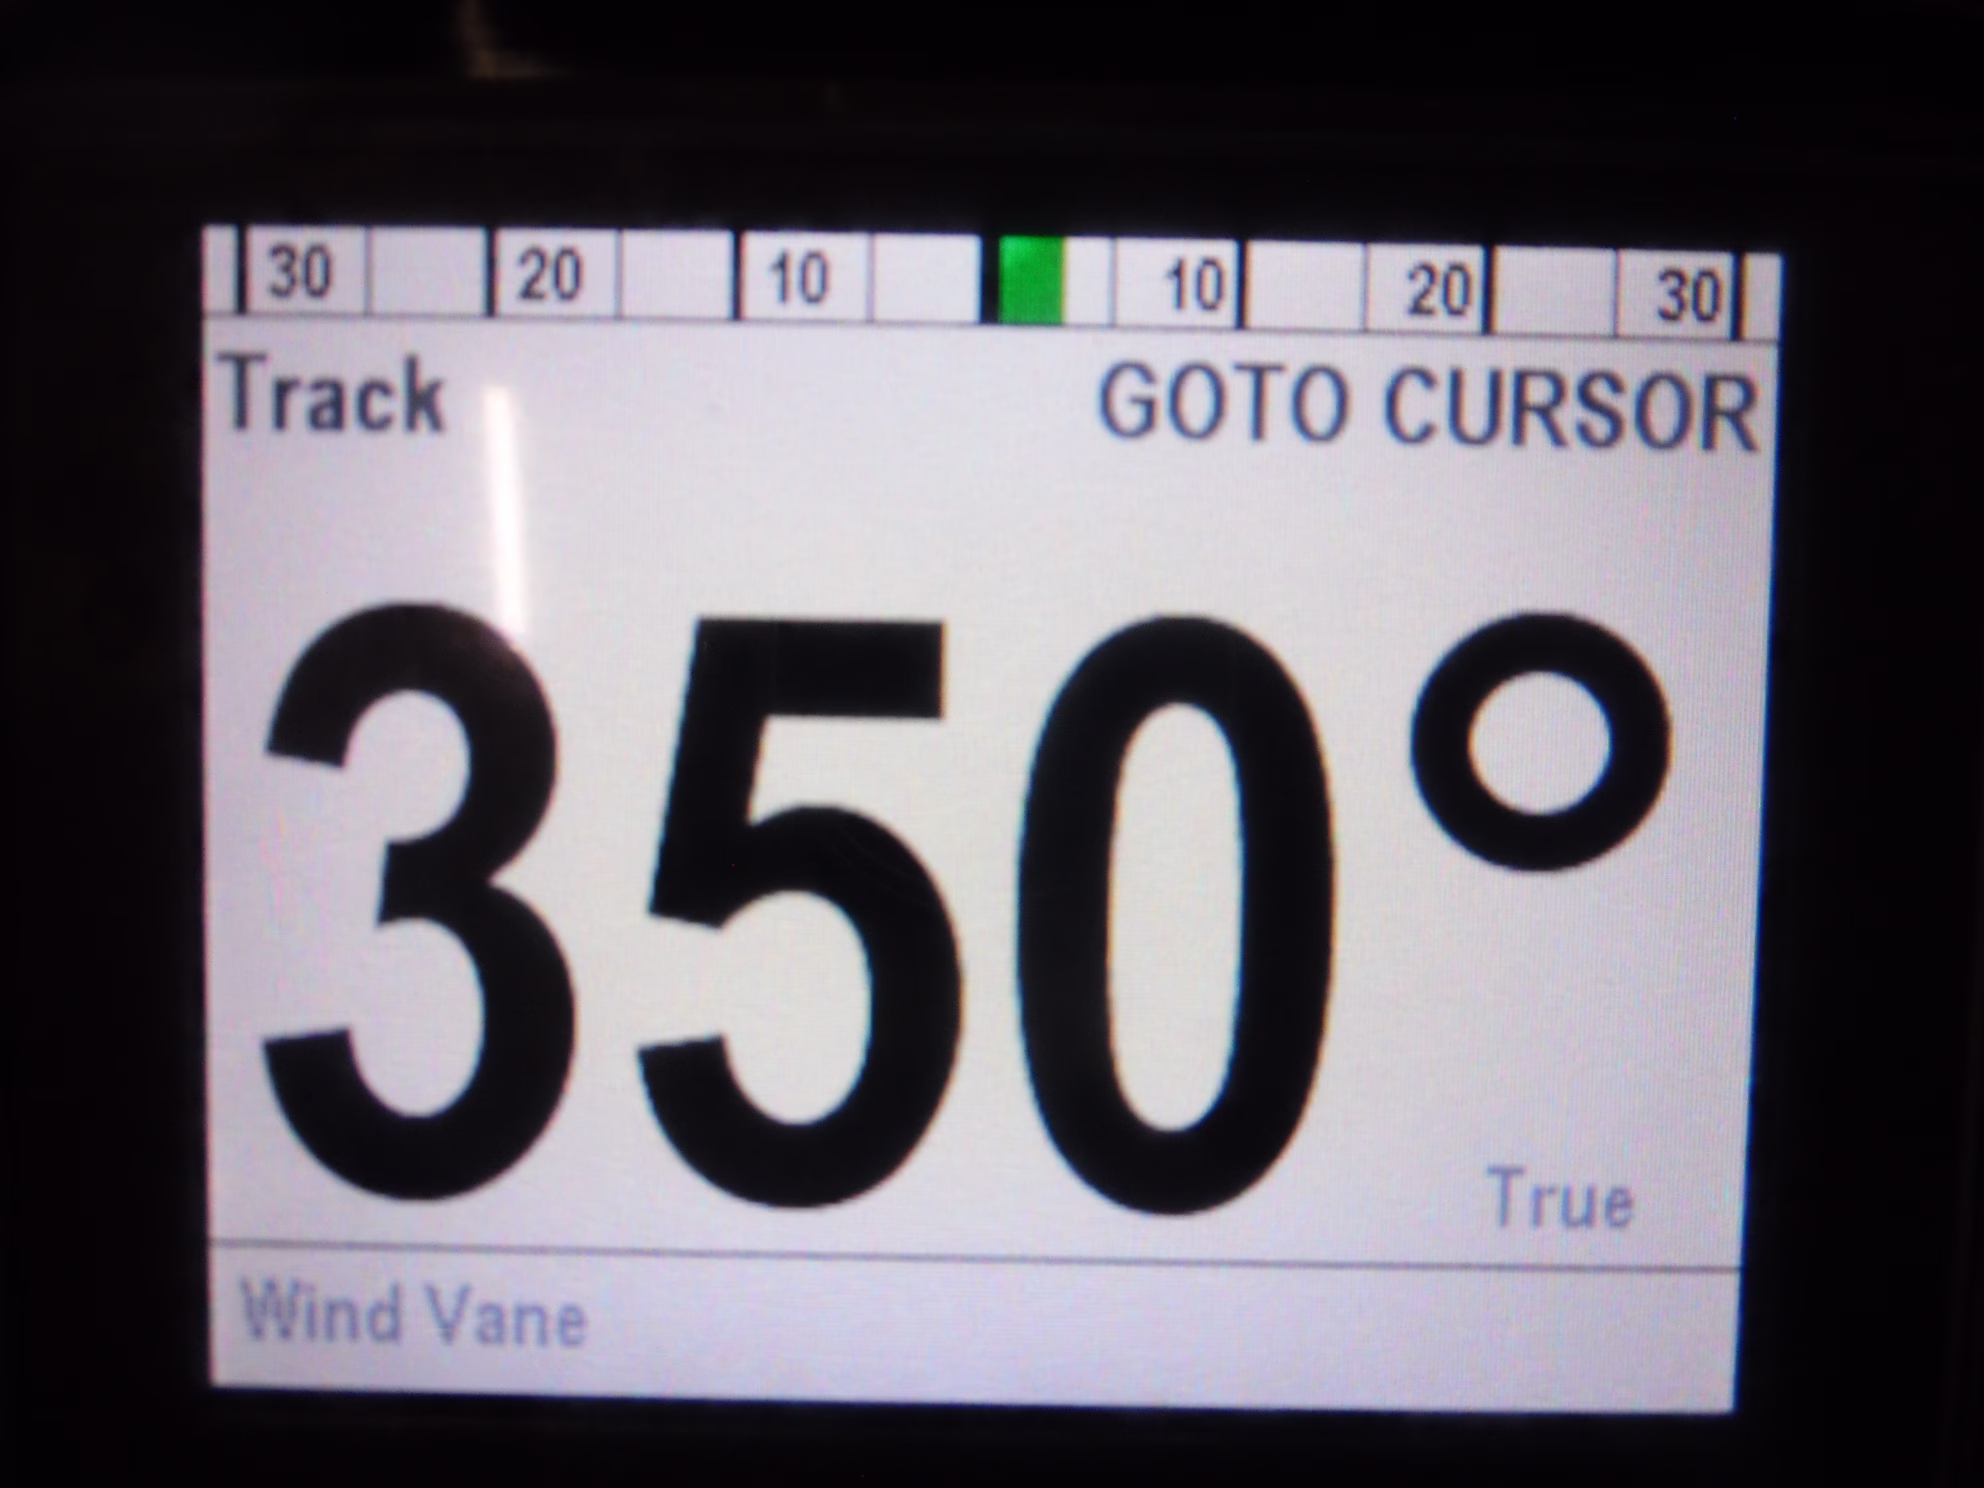 30 20 10 10 20 30
Track GOTO CURSOR
350°
True
Wind Vane